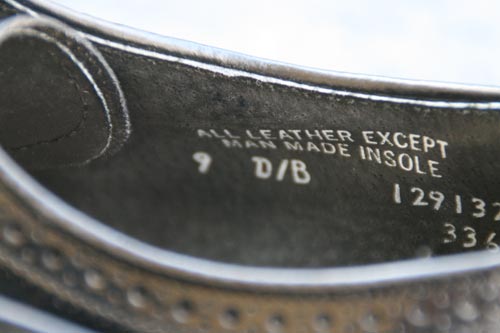 ALL LEATHER EXCEPT
MAN MADE INSOLE
9 D/B
129132
336